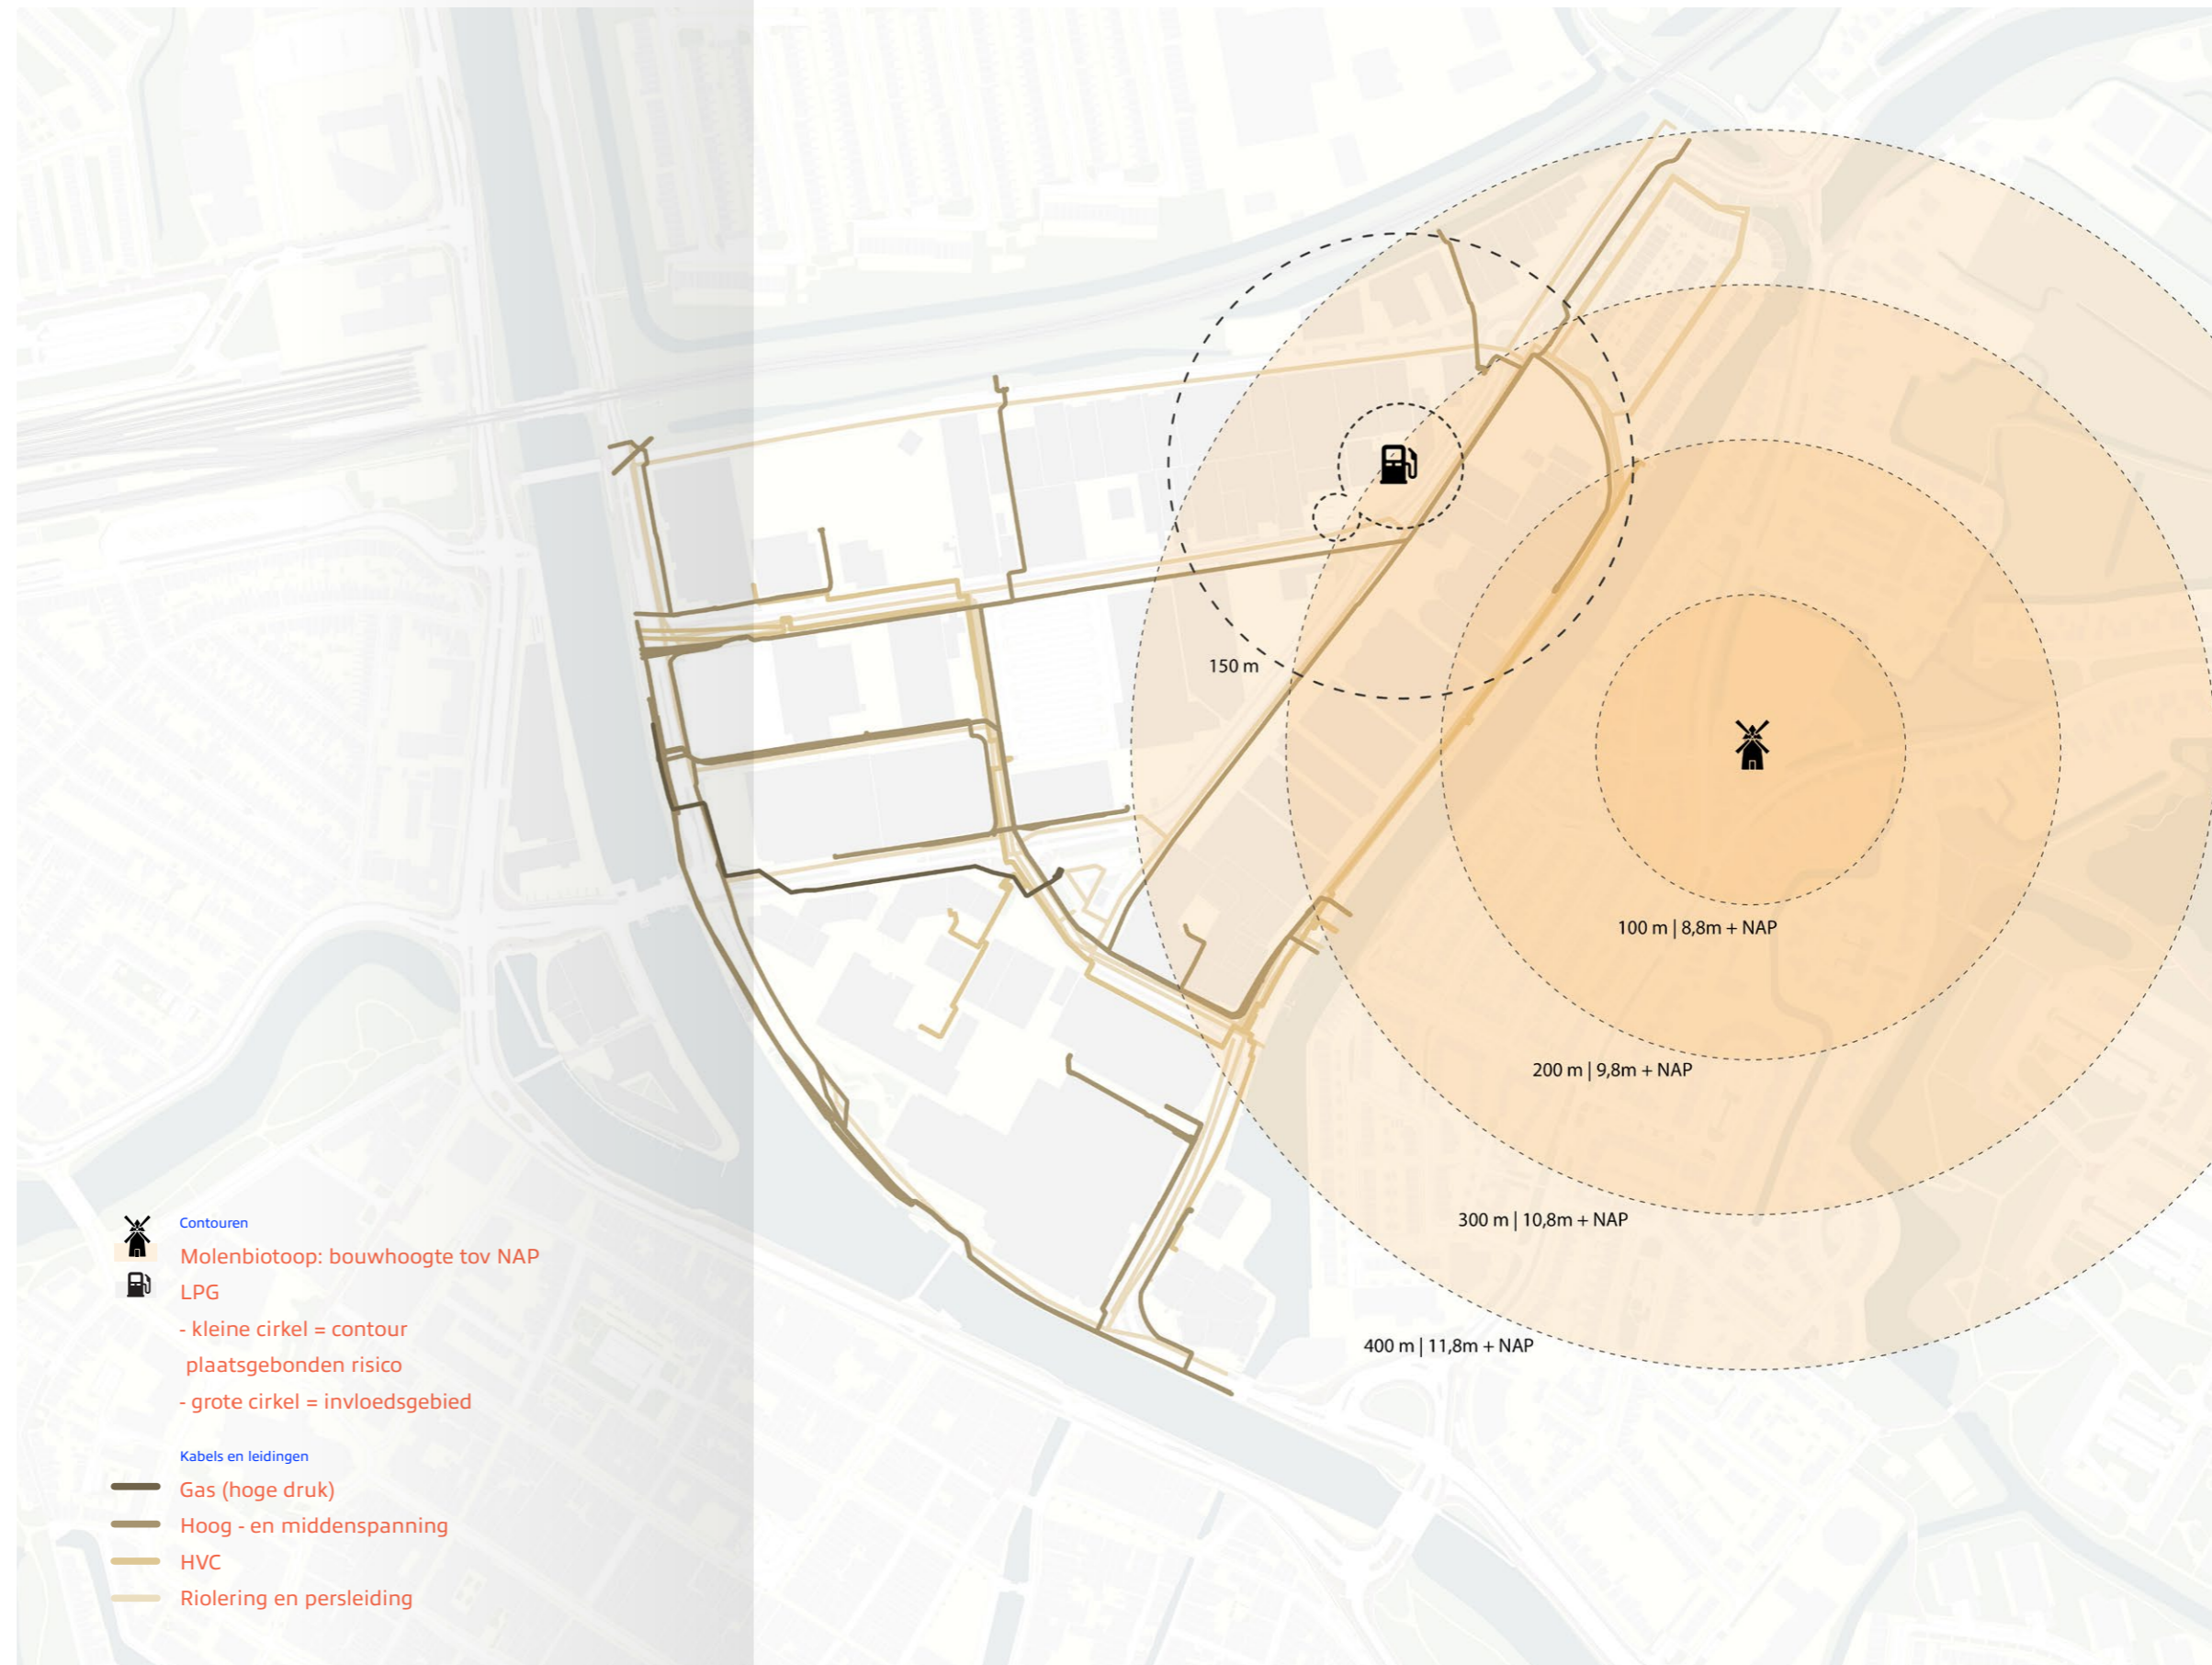 150 m
100 m | 8,8m + NAP
200 m | 9,8m + NAP
300 m | 10,8m + NAP
400 m | 11,8m + NAP
Contouren
Molenbiotoop: bouwhoogte tov NAP
LPG
- kleine cirkel = contour
plaatsgebonden risico
- grote cirkel = invloedsgebied
Kabels en leidingen
Gas (hoge druk)
Hoog - en middenspanning
HVC
Riolering en persleiding